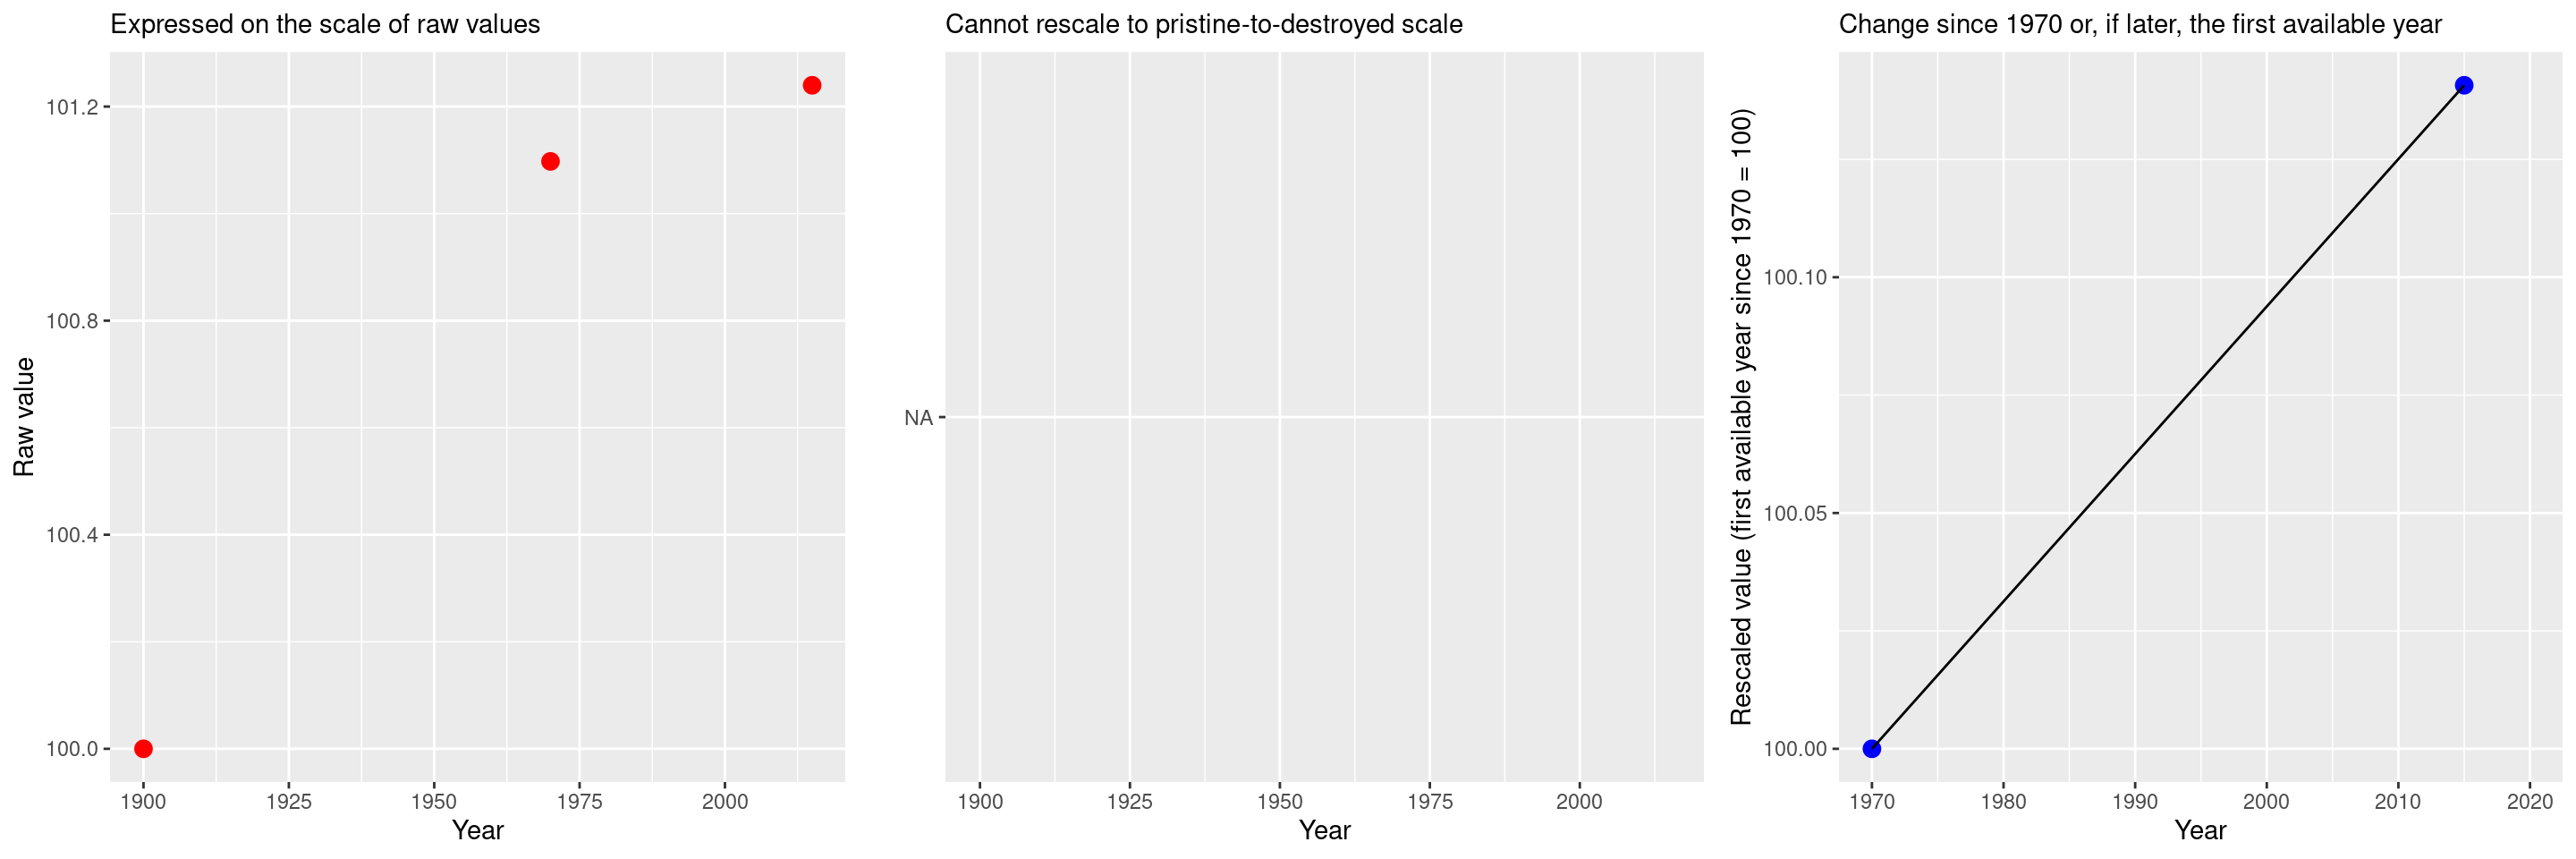 Expressed on the scale of raw values
Raw value
101.2
100.8
100.4
100.0
1900 1925 1950 1975 2000
Year
Cannot rescale to pristine-to-destroyed scale
NA
1900 1925 1950 1975 2000
Year
Change since 1970 or, if later, the first available year
Rescaled value (first available year since 1970 = 100)
100.10
100.05
100.00
1970 1980 1990 2000 2010 2020
Year